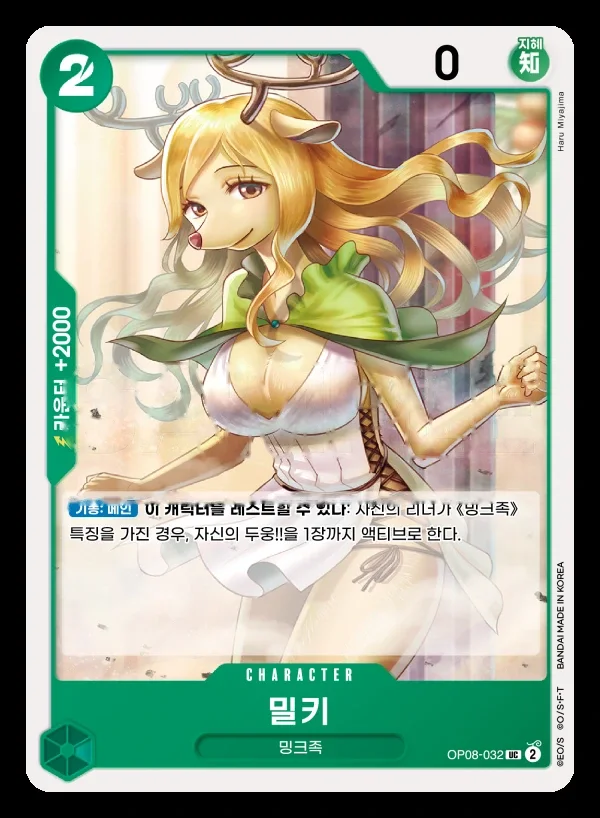 2
0
지혜
知
Haru Miyajima
카운터 +2000
기동: 메인 이 캐릭터를 레스트할 수 있다: 자신의 리더가 《밍크족》
특징을 가진 경우, 자신의 두웅!!을 1장까지 액티브로 한다.
CHARACTER
밀키
밍크족
OP08-032 UC 2
©EO/S ©O/S·F·T BANDAI MADE IN KOREA